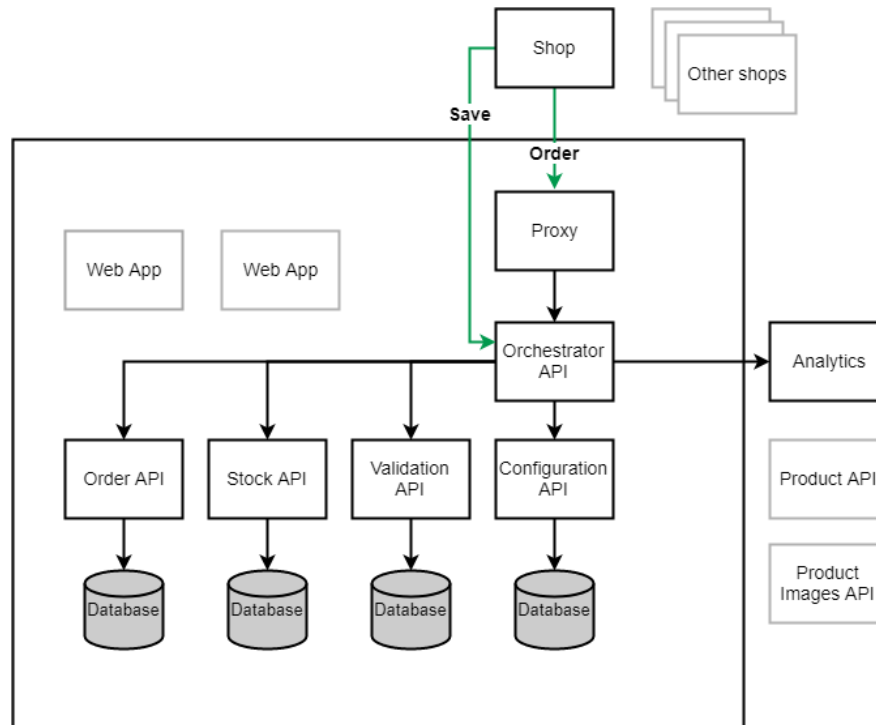 Shop
Other shops
Save
Order
Proxy
Web App
Web App
Orchestrator
API
Analytics
Order API
Stock API
Validation
API
Configuration
API
Product API
Database
Database
Database
Database
Product
Images API